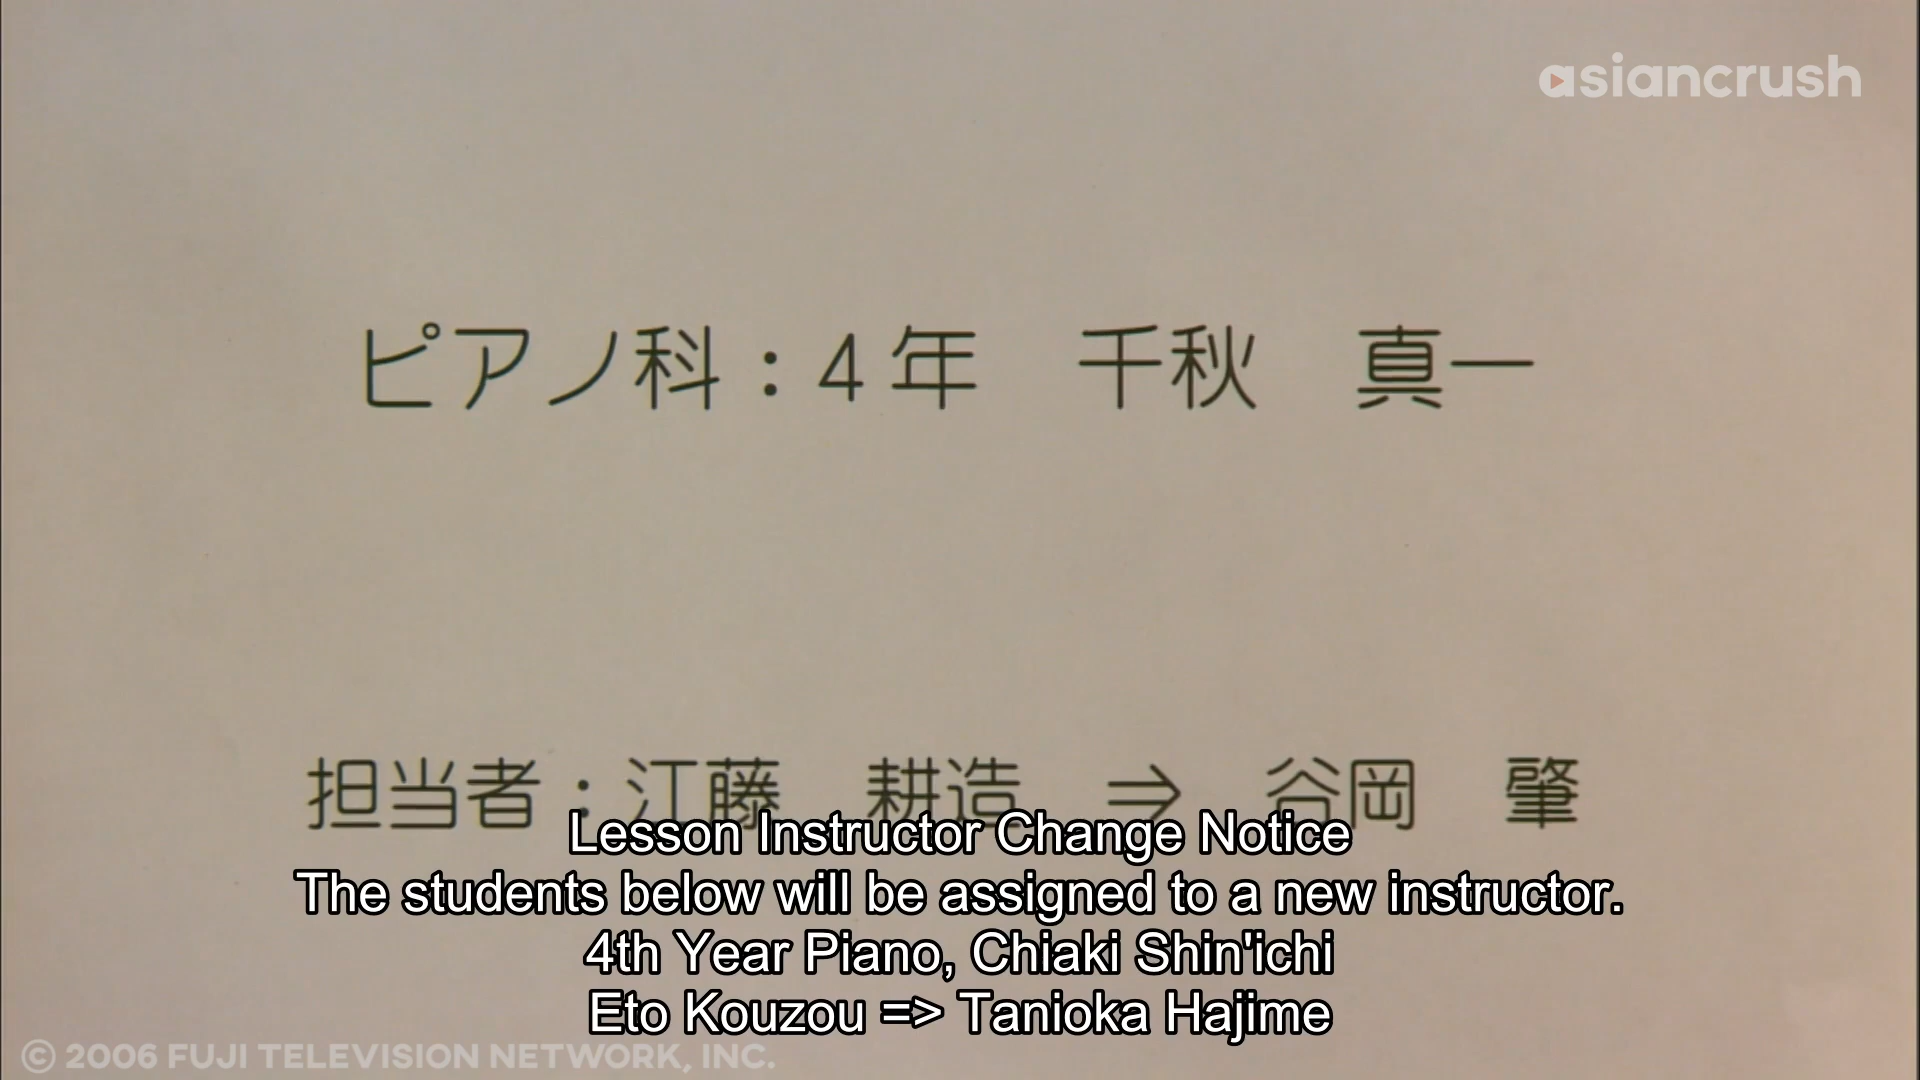 asiancrush
ピアノ科：4年　千秋　真一
担当者：江藤　耕造　⇒　谷岡　肇
Lesson Instructor Change Notice
The students below will be assigned to a new instructor.
4th Year Piano, Chiaki Shin'ichi
Eto Kouzou => Tanioka Hajime
© 2006 FUJI TELEVISION NETWORK, INC.